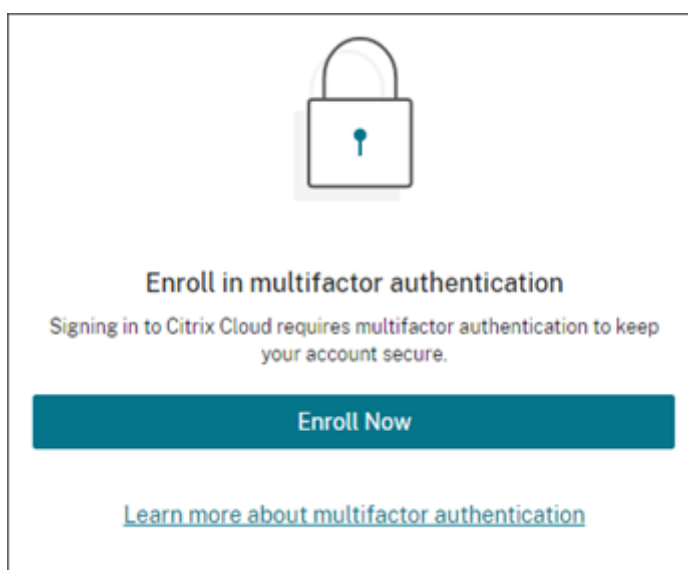 Enroll in multifactor authentication
Signing in to Citrix Cloud requires multifactor authentication to keep
your account secure.
Enroll Now
Learn more about multifactor authentication